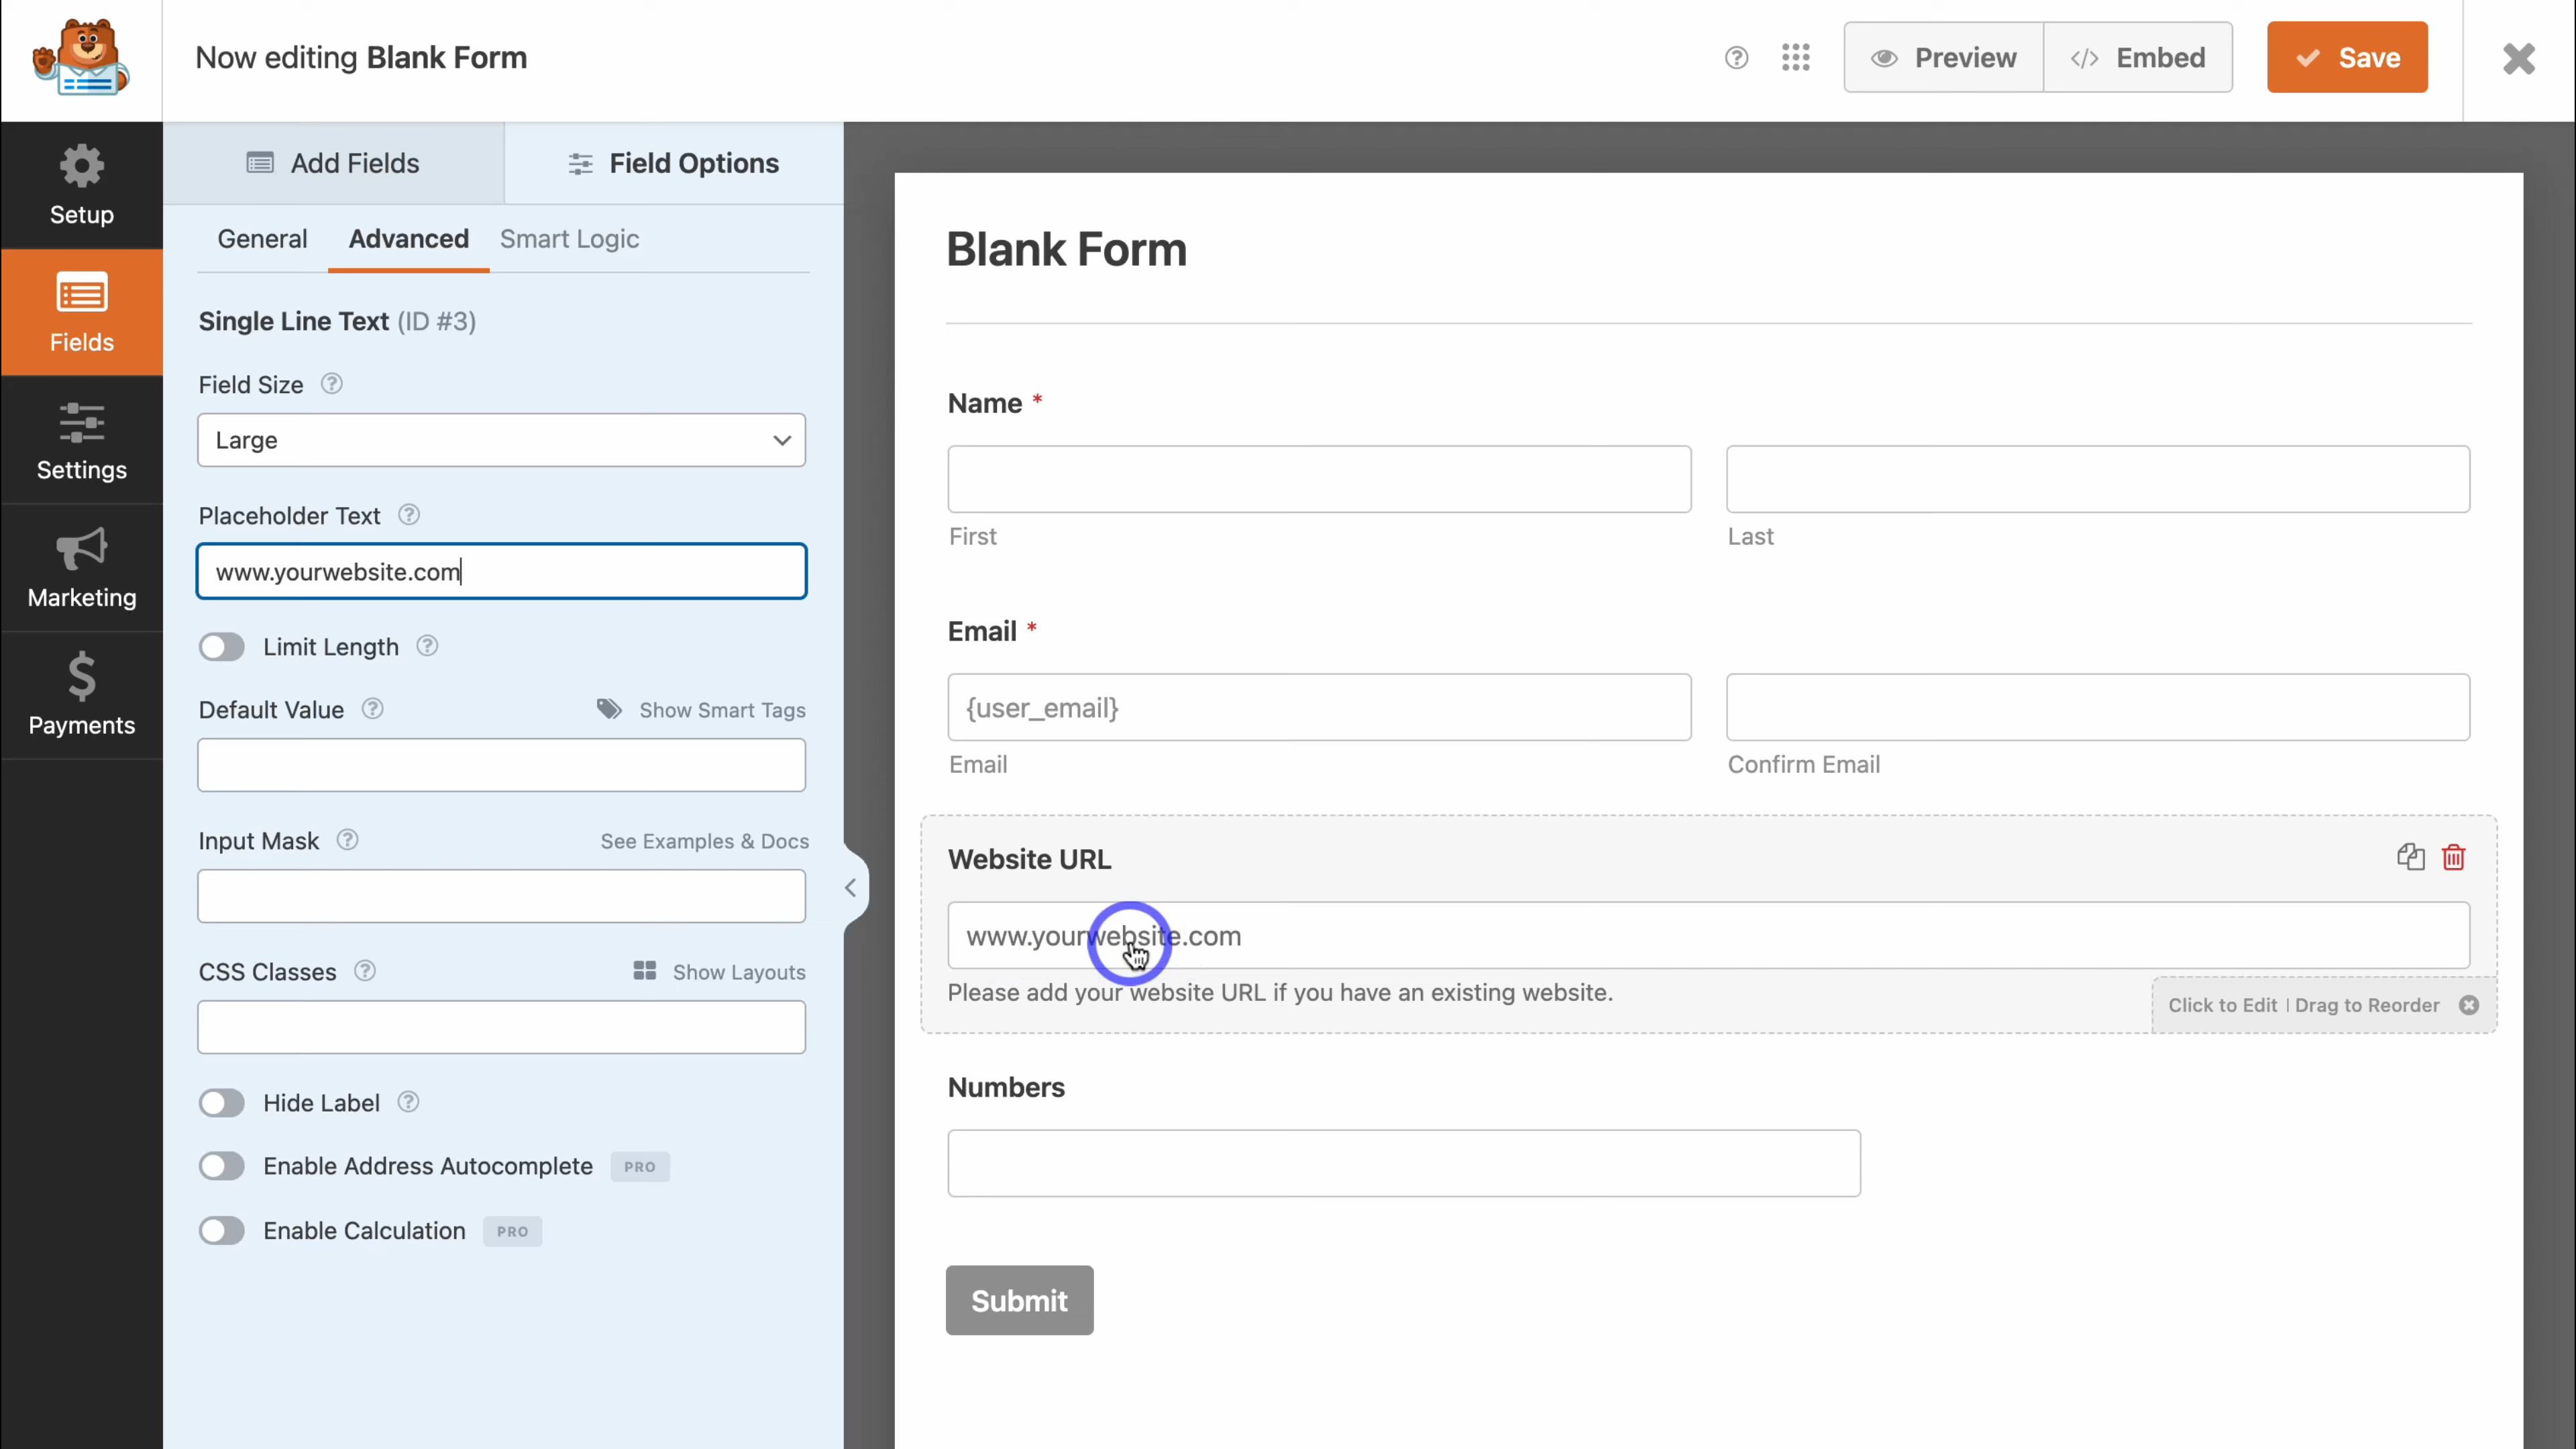 Now editing Blank Form
Preview
Embed
Save
Setup
Fields
Settings
Marketing
Payments
Add Fields
Field Options
General
Advanced
Smart Logic
Single Line Text (ID #3)
Field Size
Large
Placeholder Text
www.yourwebsite.com
Limit Length
Default Value
Show Smart Tags
Input Mask
See Examples & Docs
CSS Classes
Show Layouts
Hide Label
Enable Address Autocomplete PRO
Enable Calculation PRO
Blank Form
Name *
First
Last
Email *
{user_email}
Email
Confirm Email
Website URL
www.yourwebsite.com
Please add your website URL if you have an existing website.
Click to Edit | Drag to Reorder
Numbers
Submit